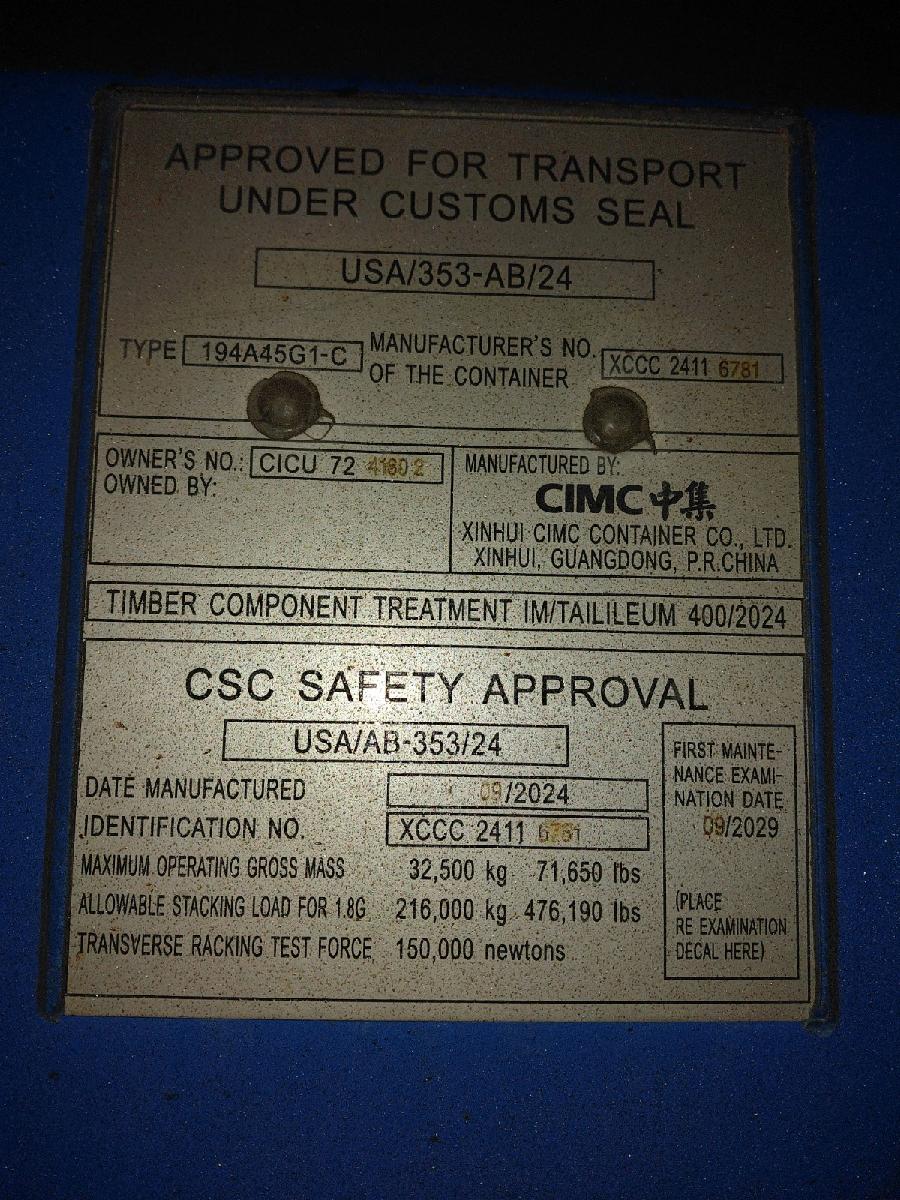 APPROVED FOR TRANSPORT
UNDER CUSTOMS SEAL
USA/353-AB/24
TYPE 194A45G1-C
MANUFACTURER'S NO.
OF THE CONTAINER
XCCC 2411 6781
OWNER'S NO.: CICU 72 4160 2
OWNED BY:
MANUFACTURED BY:
CIMC 中集
XINHUI CIMC CONTAINER CO., LTD.
XINHUI, GUANGDONG, P.R.CHINA
TIMBER COMPONENT TREATMENT IM/TAILILEUM 400/2024
CSC SAFETY APPROVAL
USA/AB-353/24
DATE MANUFACTURED 09/2024
IDENTIFICATION NO. XCCC 2411 6781
MAXIMUM OPERATING GROSS MASS 32,500 kg 71,650 lbs
ALLOWABLE STACKING LOAD FOR 1.8G 216,000 kg 476,190 lbs
TRANSVERSE RACKING TEST FORCE 150,000 newtons
FIRST MAINTE-
NANCE EXAMI-
NATION DATE
09/2029
(PLACE
RE EXAMINATION
DECAL HERE)